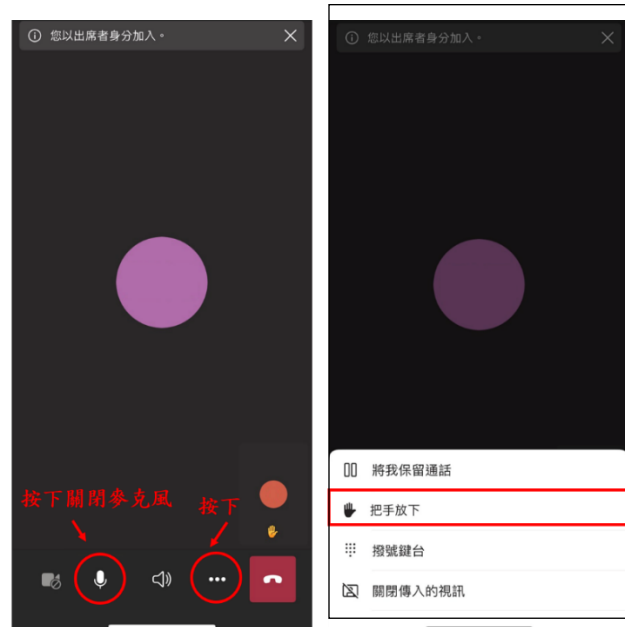 您以出席者身分加入。
按下關閉麥克風
按下
您以出席者身分加入。
將我保留通話
把手放下
撥號鍵台
關閉傳入的視訊